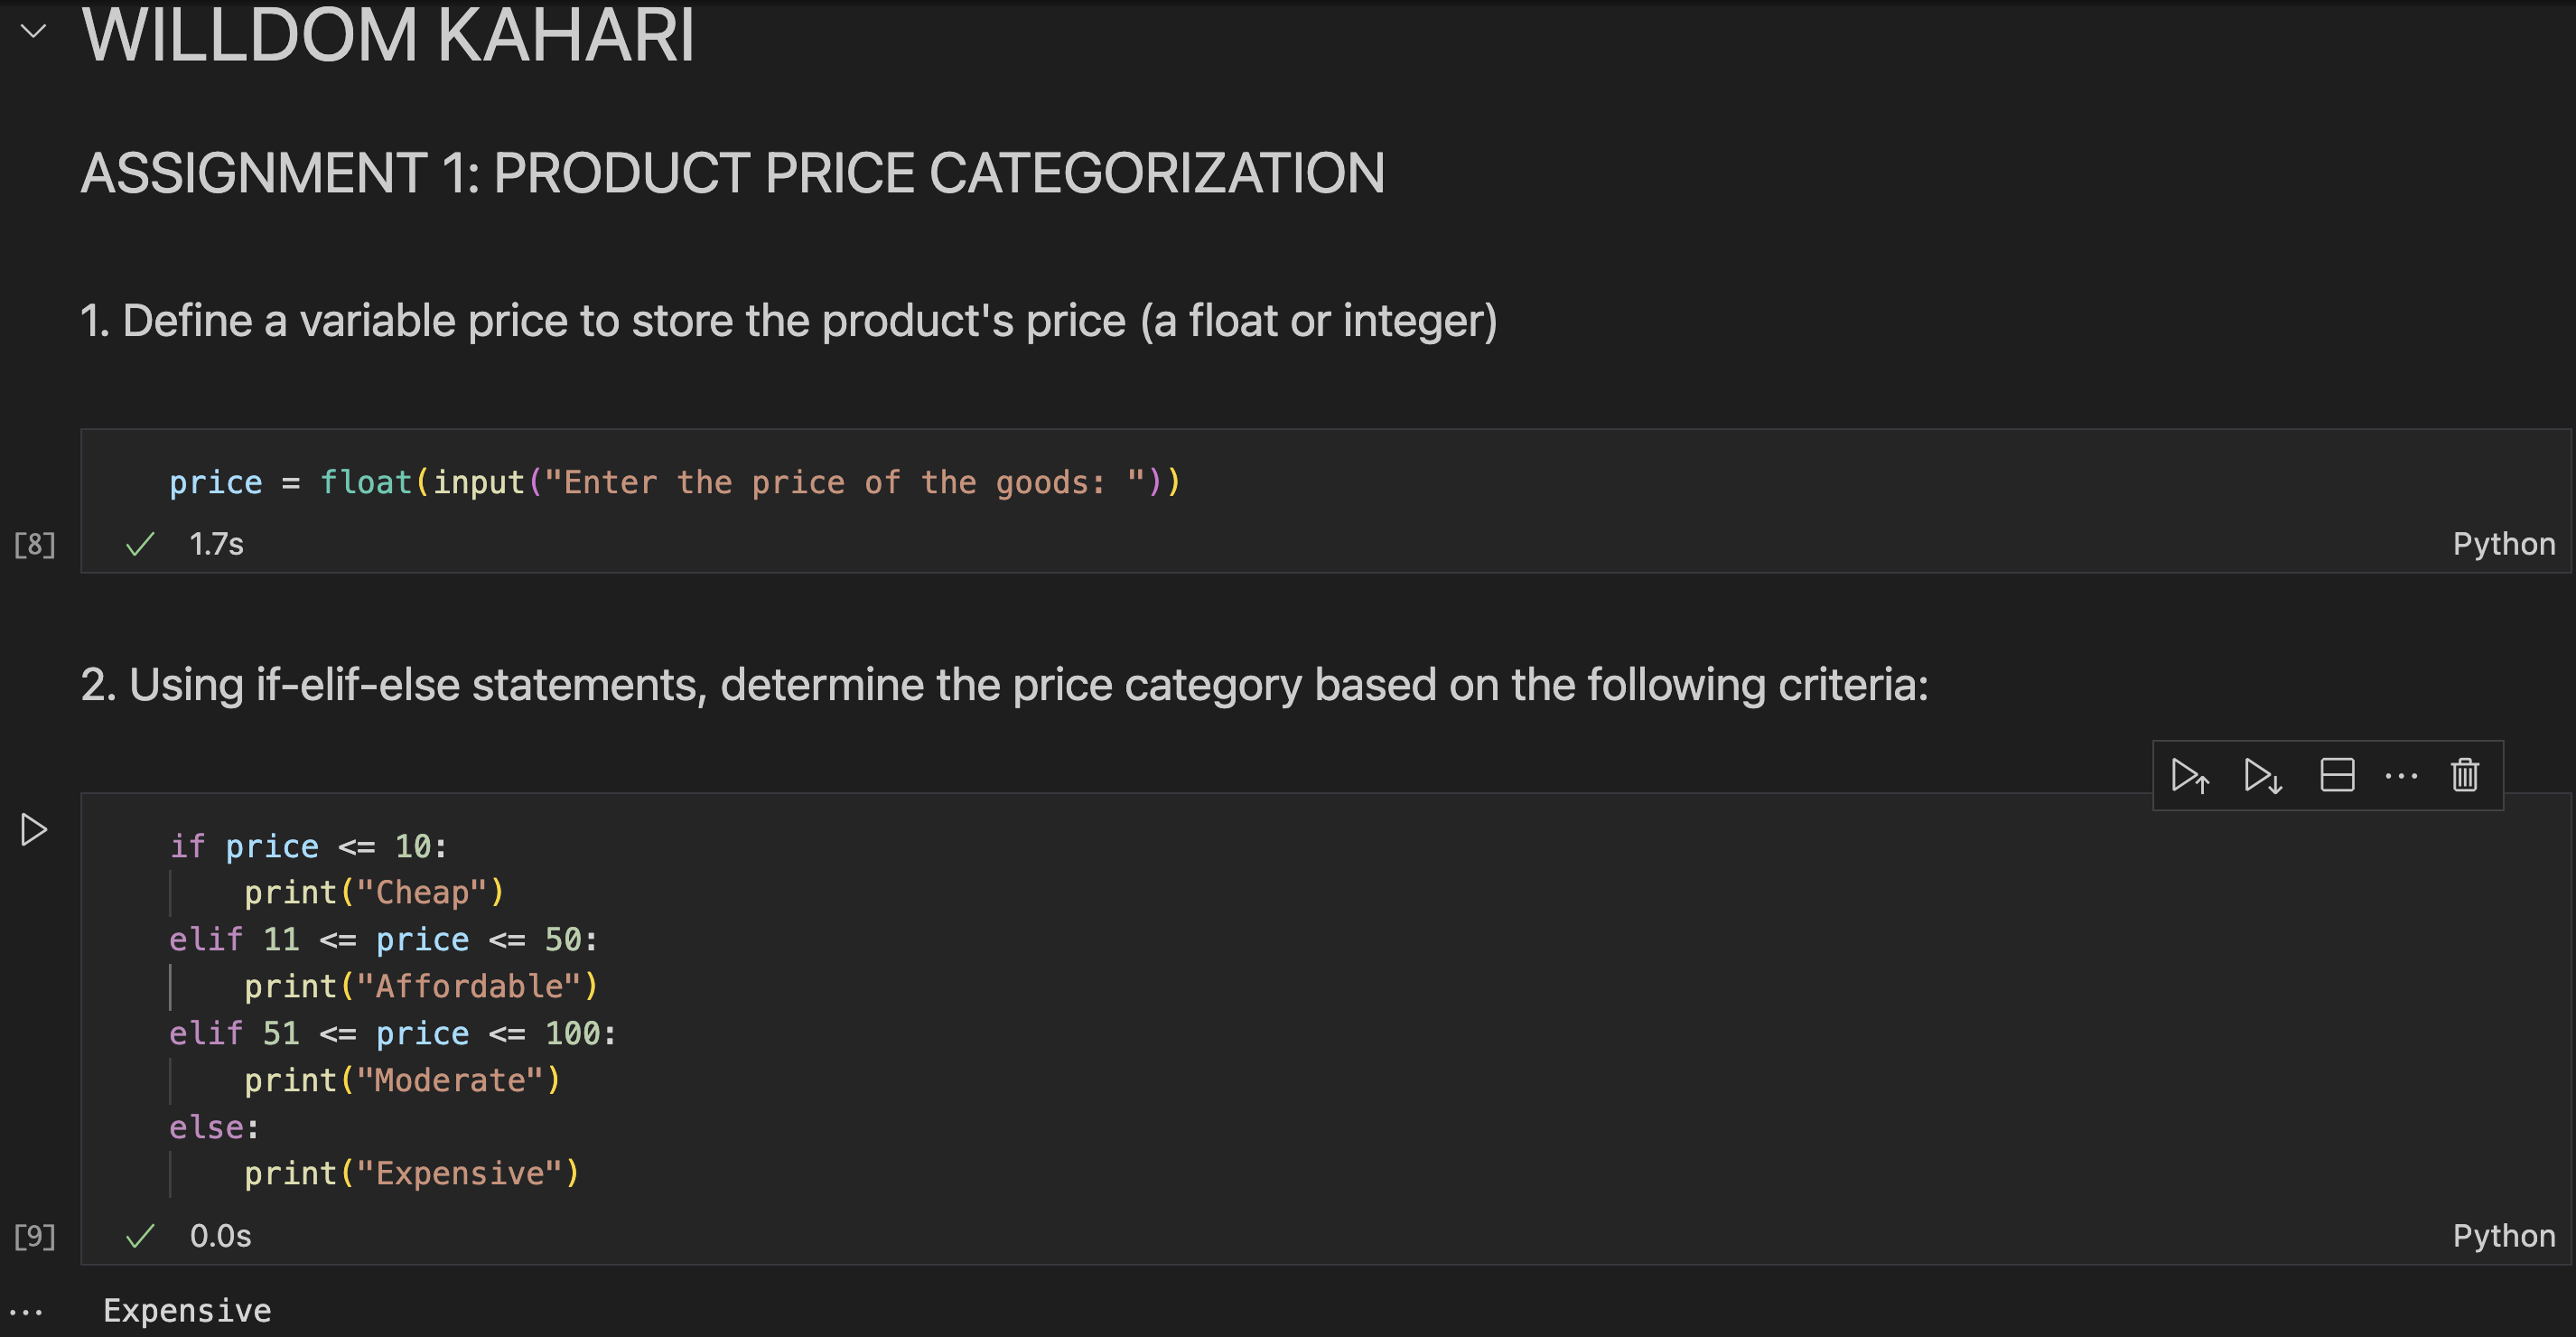 WILLDOM KAHARI
ASSIGNMENT 1: PRODUCT PRICE CATEGORIZATION
1. Define a variable price to store the product's price (a float or integer)
price = float(input("Enter the price of the goods: "))
[8]
1.7s
Python
2. Using if-elif-else statements, determine the price category based on the following criteria:
if price <= 10:
    print("Cheap")
elif 11 <= price <= 50:
    print("Affordable")
elif 51 <= price <= 100:
    print("Moderate")
else:
    print("Expensive")
[9]
0.0s
Python
Expensive